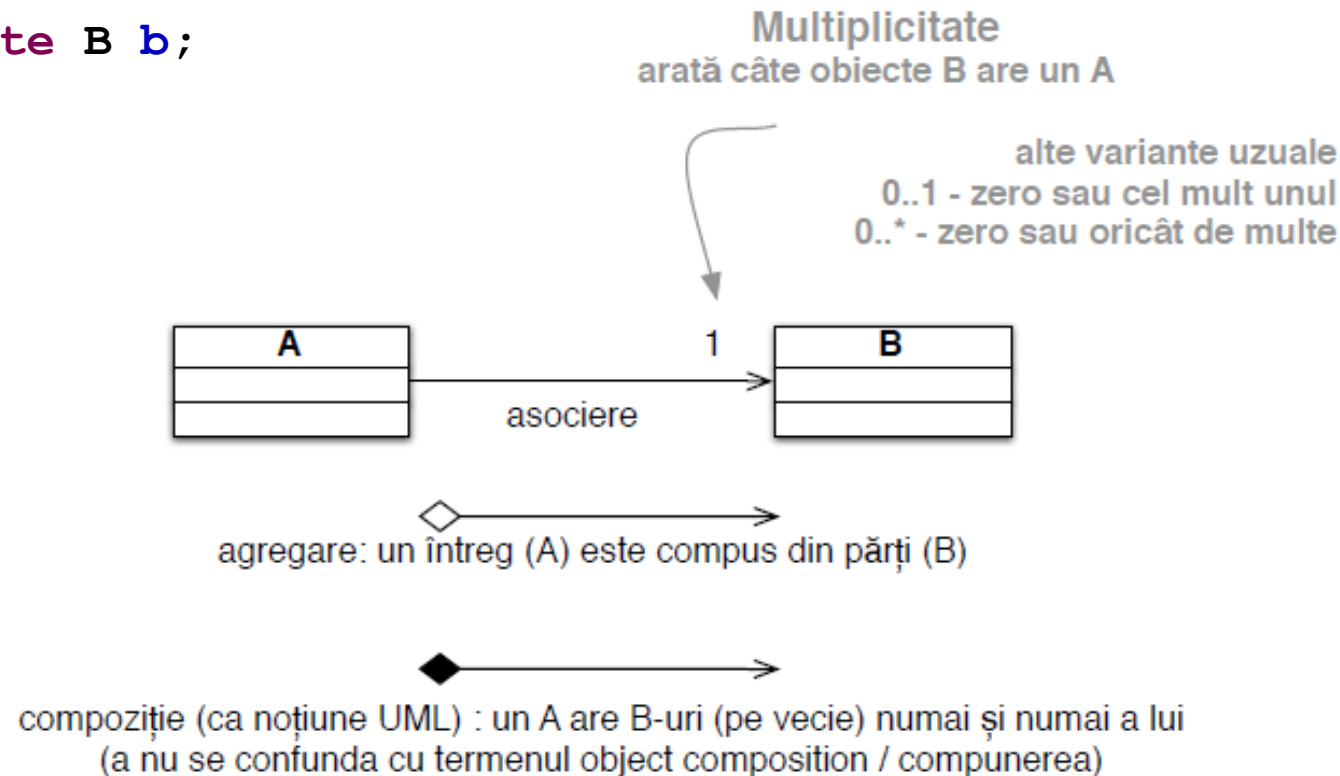 te B b;
Multiplicitate
arată câte obiecte B are un A
alte variante uzuale
0..1 - zero sau cel mult unul
0..* - zero sau oricât de multe
A
1
B
asociere
agregare: un întreg (A) este compus din părți (B)
compoziție (ca noțiune UML) : un A are B-uri (pe vecie) numai și numai a lui
(a nu se confunda cu termenul object composition / compunerea)